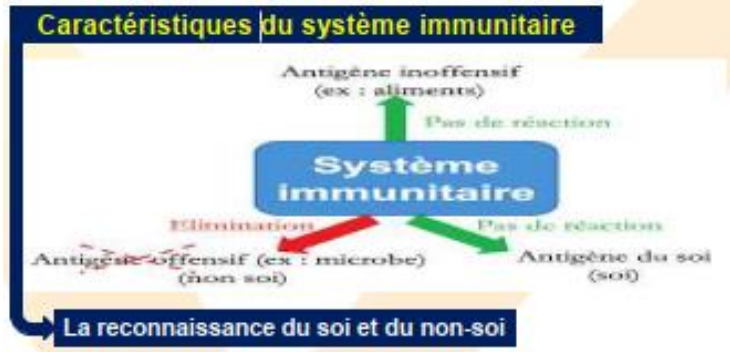 Caractéristiques du système immunitaire
Antigène inoffensif
(ex : aliments)
Pas de réaction
Système
immunitaire
Elimination
Pas de réaction
Antigène offensif (ex : microbe)
(non soi)
Antigène du soi
(soi)
La reconnaissance du soi et du non-soi